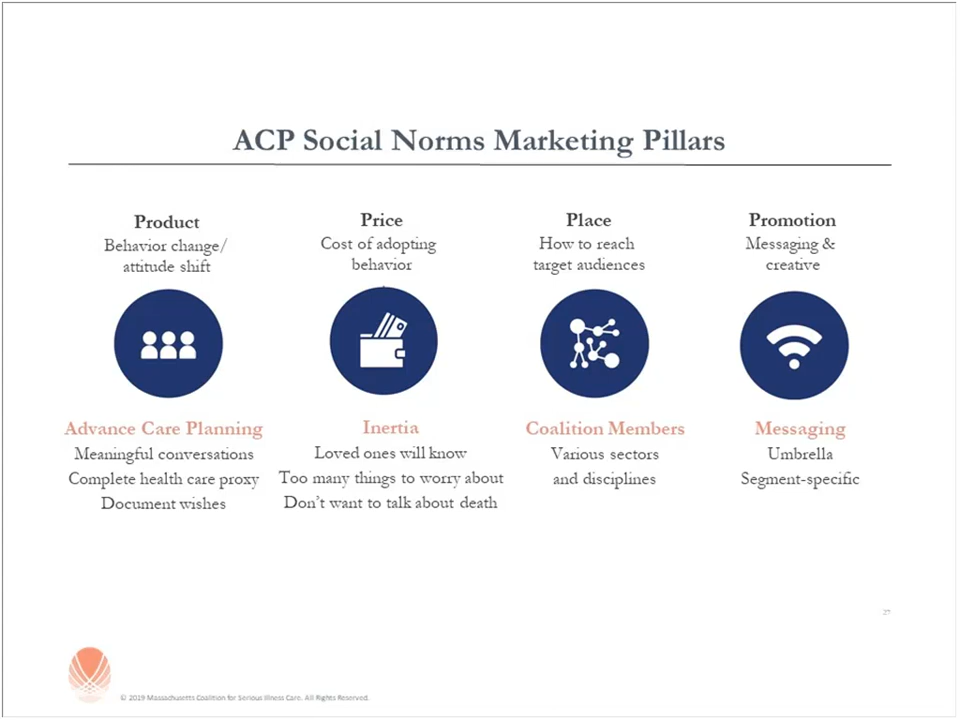 ACP Social Norms Marketing Pillars
Product
Behavior change/
attitude shift
Advance Care Planning
Meaningful conversations
Complete health care proxy
Document wishes
Price
Cost of adopting
behavior
Inertia
Loved ones will know
Too many things to worry about
Don't want to talk about death
Place
How to reach
target audiences
Coalition Members
Various sectors
and disciplines
Promotion
Messaging &
creative
Messaging
Umbrella
Segment-specific
27
© 2019 Massachusetts Coalition for Serious Illness Care. All Rights Reserved.